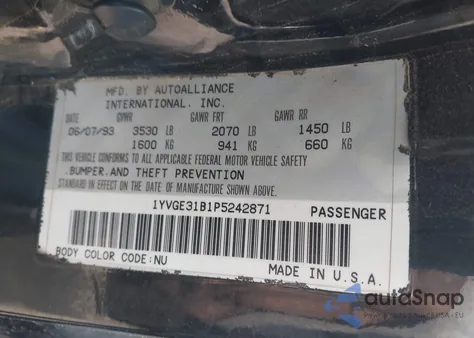 MFD. BY AUTOALLIANCE
INTERNATIONAL, INC.
DATE GVWR GAWR FRT GAWR RR
06/07/93 3530 LB 2070 LB 1450 LB
1600 KG 941 KG 660 KG
THIS VEHICLE CONFORMS TO ALL APPLICABLE FEDERAL MOTOR VEHICLE SAFETY
BUMPER AND THEFT PREVENTION
STANDARD IN EFFECT ON THE DATE OF MANUFACTURE SHOWN ABOVE.
1YVGE31B1P5242871 PASSENGER
BODY COLOR CODE:NU
MADE IN U.S.A.
autoSnap